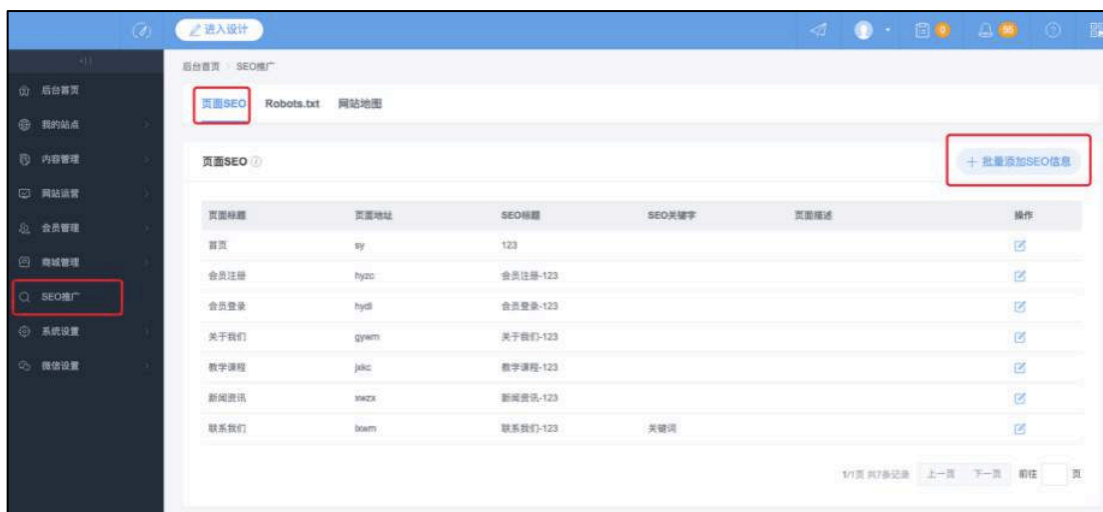 进入设计
0
后台首页 SEO推广
后台首页
我的站点
内容管理
网站运营
会员管理
商城管理
SEO推广
系统设置
微信设置
页面SEO Robots.txt 网站地图
页面SEO + 批量添加SEO信息
页面标题 页面地址 SEO标题 SEO关键字 页面描述 操作
首页 sy 123
会员注册 hyzc 会员注册-123
会员登录 hydl 会员登录-123
关于我们 gywm 关于我们-123
教学课程 jxkc 教学课程-123
新闻资讯 xwzx 新闻资讯-123
联系我们 lxwm 联系我们-123 关键词
1/1页 共7条记录 上一页 下一页 前往 页